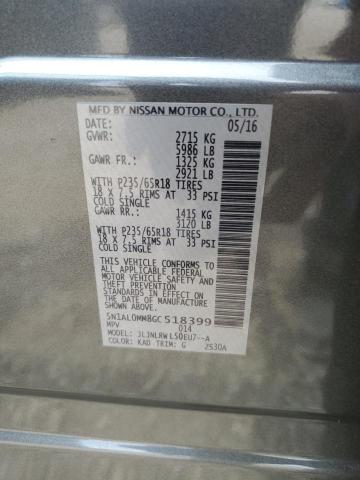 MFD BY NISSAN MOTOR CO., LTD.
DATE: 05/16
GVWR: 2715 KG
5986 LB
GAWR FR.: 1325 KG
2921 LB
WITH P235/65R18 TIRES
18 X 7.5 RIMS AT 33 PSI
COLD SINGLE
GAWR RR.: 1415 KG
3120 LB
WITH P235/65R18 TIRES
18 X 7.5 RIMS AT 33 PSI
COLD SINGLE
THIS VEHICLE CONFORMS TO ALL
APPLICABLE FEDERAL
MOTOR VEHICLE SAFETY, BUMPER,
AND THEFT PREVENTION
STANDARDS IN EFFECT ON THE
DATE OF MANUFACTURE
SHOWN ABOVE.
5N1AL0MM8GC518399
MPV 014
MODEL: JLJNLRWL50EU7--A
COLOR: KAD TRIM: G 2S30A